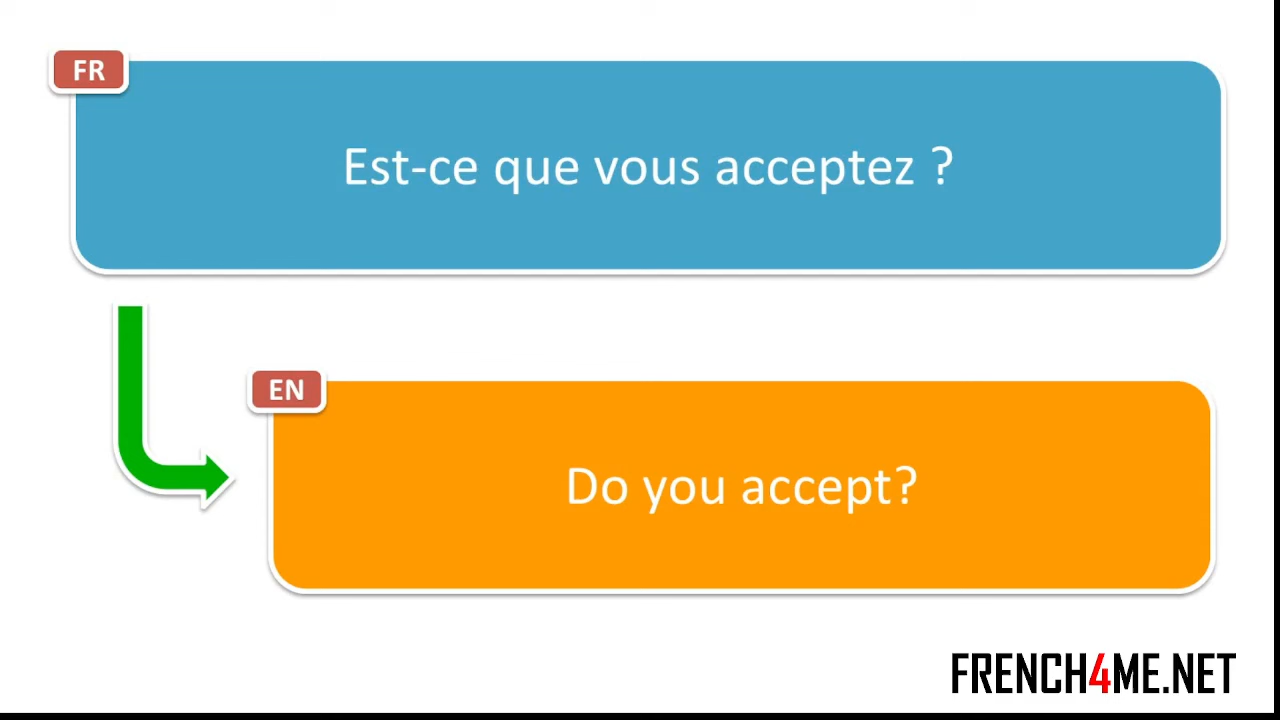 FR
Est-ce que vous acceptez ?
EN
Do you accept?
FRENCH4ME.NET